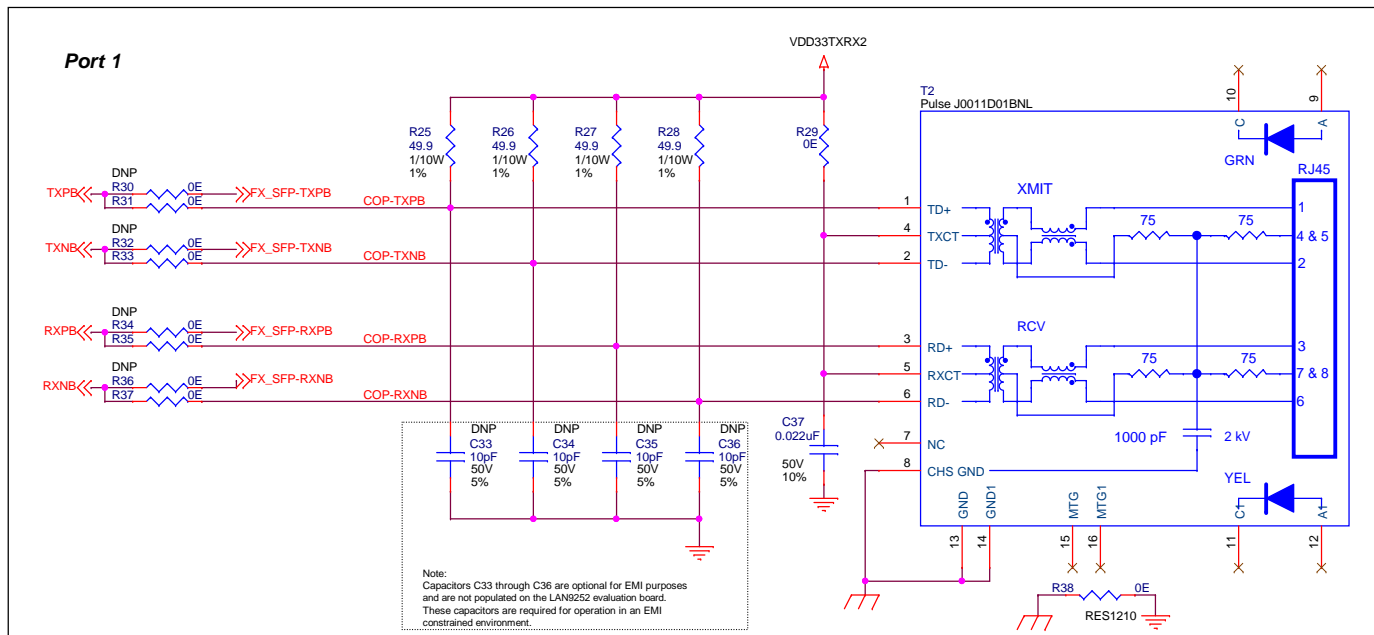 Port 1
VDD33TXRX2
T2
Pulse J0011D01BNL
10
9
C
A
GRN
RJ45
R25
49.9
1/10W
1%
R26
49.9
1/10W
1%
R27
49.9
1/10W
1%
R28
49.9
1/10W
1%
R29
0E
DNP
TXPB
R30
0E
FX_SFP-TXPB
R31
0E
COP-TXPB
DNP
TXNB
R32
0E
FX_SFP-TXNB
R33
0E
COP-TXNB
DNP
RXPB
R34
0E
FX_SFP-RXPB
R35
0E
COP-RXPB
DNP
RXNB
R36
0E
FX_SFP-RXNB
R37
0E
COP-RXNB
1
TD+
4
TXCT
2
TD-
3
RD+
5
RXCT
6
RD-
7
NC
8
CHS GND
XMIT
75
75
1
4 & 5
2
RCV
75
75
3
7 & 8
6
1000 pF
2 kV
YEL
C1
A1
11
12
GND
GND1
MTG
MTG1
13
14
15
16
DNP
C33
10pF
50V
5%
DNP
C34
10pF
50V
5%
DNP
C35
10pF
50V
5%
DNP
C36
10pF
50V
5%
C37
0.022uF
50V
10%
R38
0E
RES1210
Note:
Capacitors C33 through C36 are optional for EMI purposes
and are not populated on the LAN9252 evaluation board.
These capacitors are required for operation in an EMI
constrained environment.